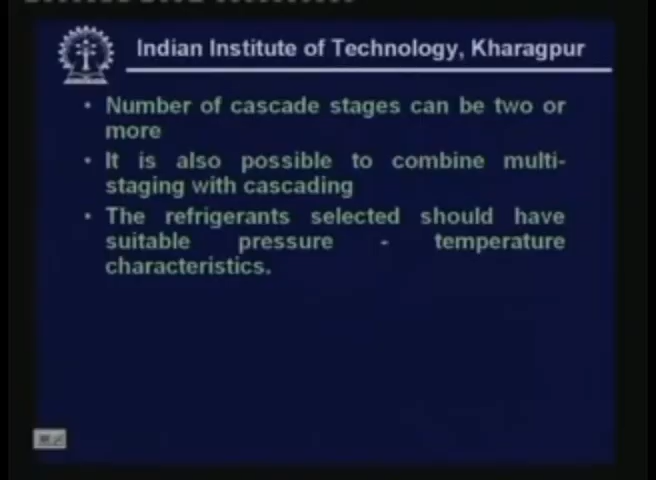 Indian Institute of Technology, Kharagpur
• Number of cascade stages can be two or
more
• It is also possible to combine multi-
staging with cascading
• The refrigerants selected should have
suitable pressure - temperature
characteristics.